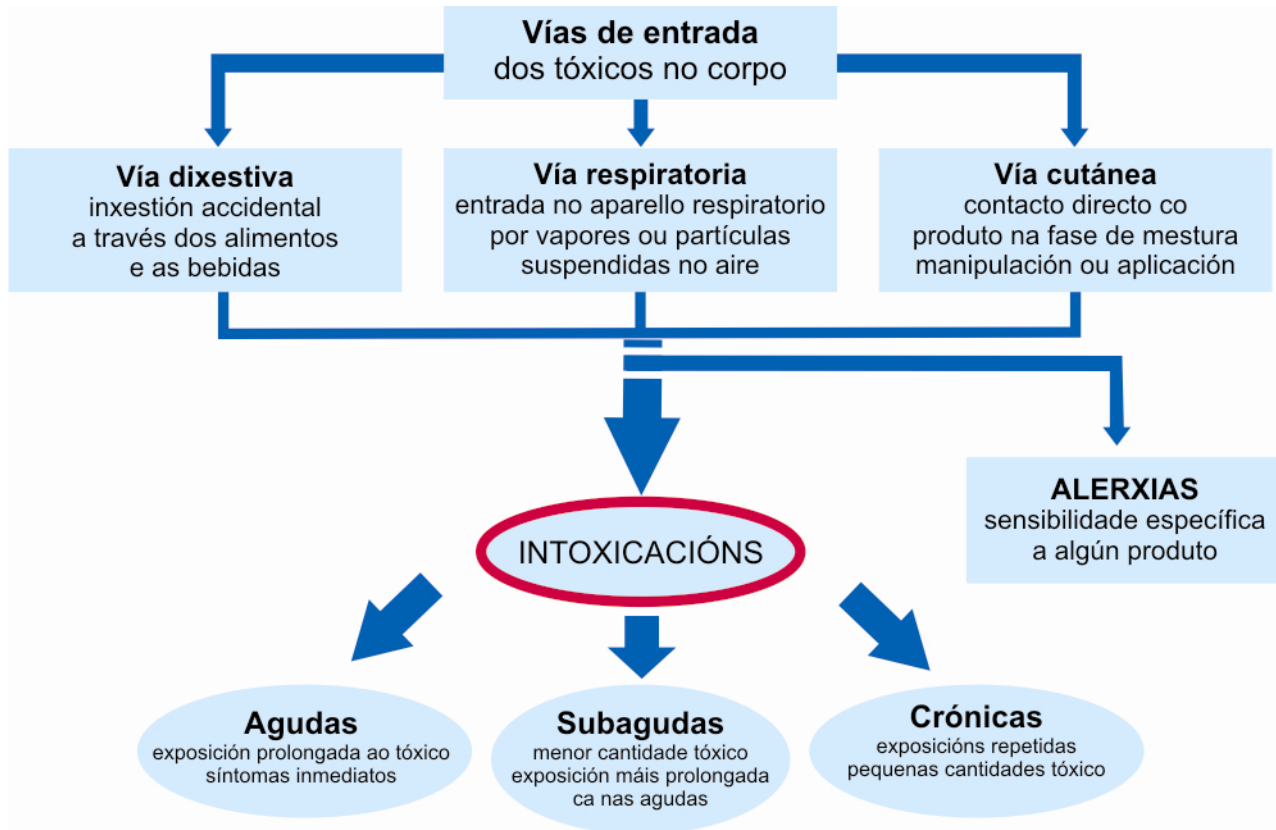 Vías de entrada
dos tóxicos no corpo
Vía dixestiva
inxestión accidental
a través dos alimentos
e as bebidas
Vía respiratoria
entrada no aparello respiratorio
por vapores ou partículas
suspendidas no aire
Vía cutánea
contacto directo co
produto na fase de mestura
manipulación ou aplicación
ALERXIAS
sensibilidade específica
a algún produto
INTOXICACIÓNS
Agudas
exposición prolongada ao tóxico
síntomas inmediatos
Subagudas
menor cantidade tóxico
exposición máis prolongada
ca nas agudas
Crónicas
exposicións repetidas
pequenas cantidades tóxico